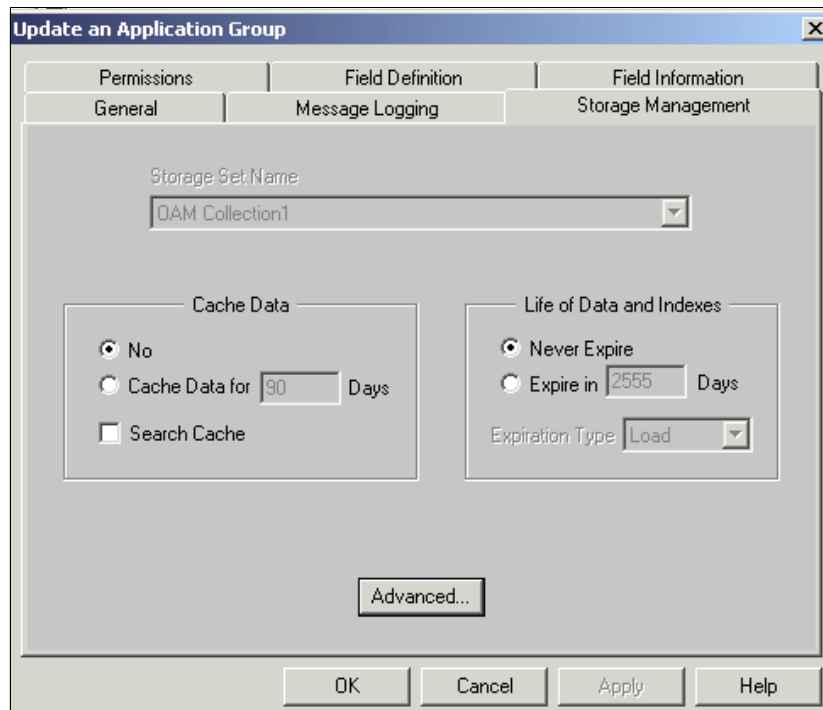 Update an Application Group
Permissions
Field Definition
Field Information
General
Message Logging
Storage Management
Storage Set Name
OAM Collection1
Cache Data
No
Cache Data for 90 Days
Search Cache
Life of Data and Indexes
Never Expire
Expire in 2555 Days
Expiration Type Load
Advanced...
OK
Cancel
Apply
Help